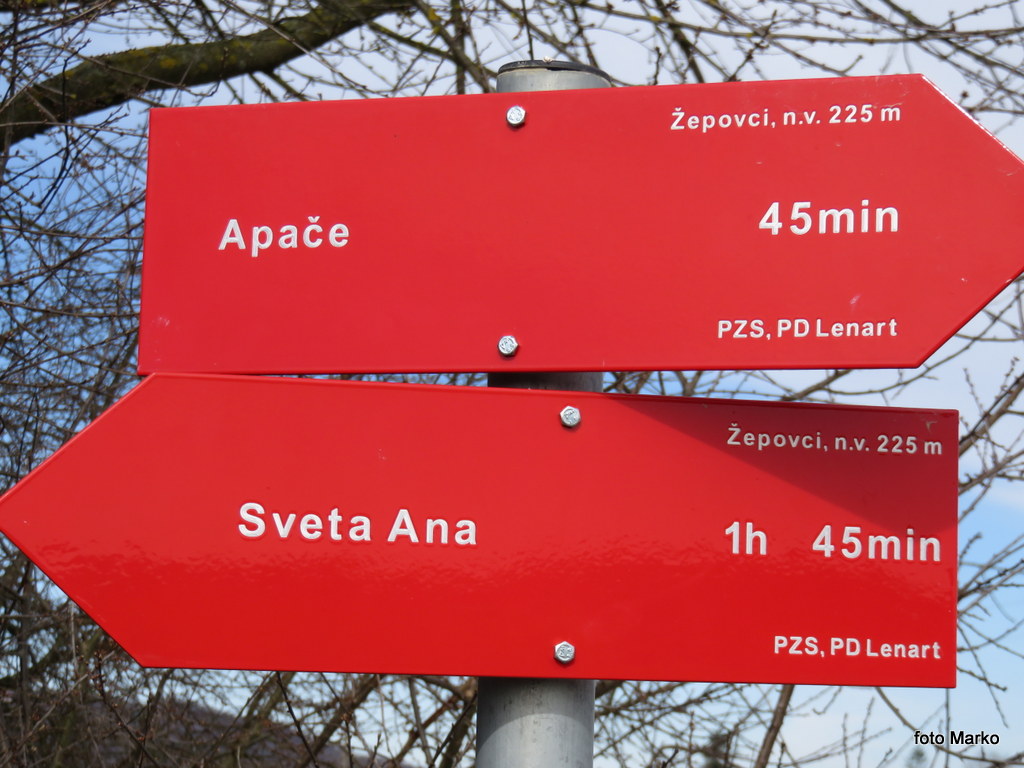 Žepovci, n.v. 225 m
Apače 45min
PZS, PD Lenart
Žepovci, n.v. 225 m
Sveta Ana 1h 45min
PZS, PD Lenart
foto Marko